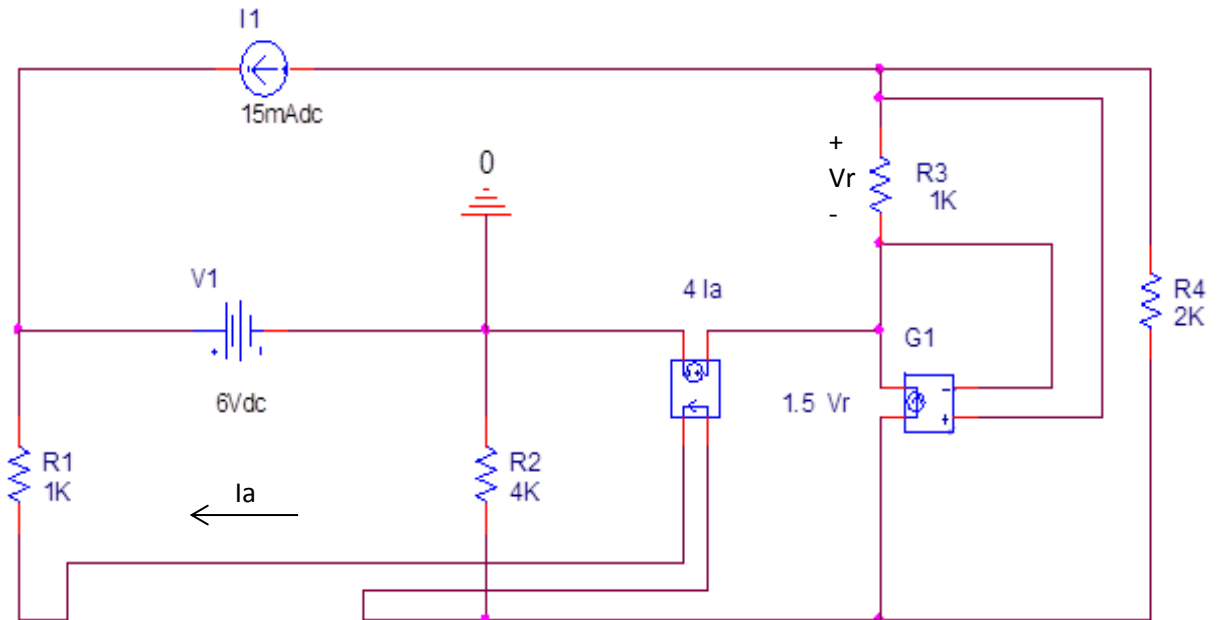 I1
15mAdc
0
+
Vr
-
R3
1K
V1
+ -
6Vdc
4 Ia
R4
2K
G1
1.5 Vr
-
+
R1
1K
R2
4K
Ia